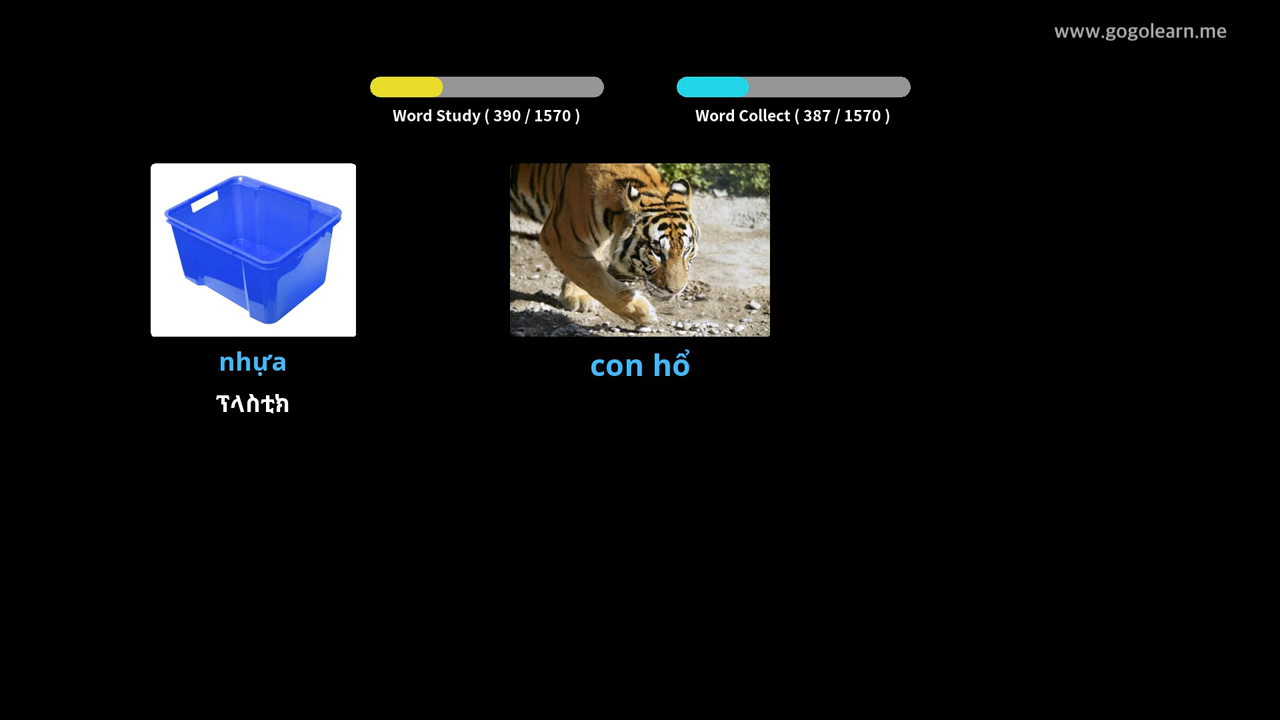 www.gogolearn.me
Word Study ( 390 / 1570 )
Word Collect ( 387 / 1570 )
nhựa
ፕላስቲክ
con hổ